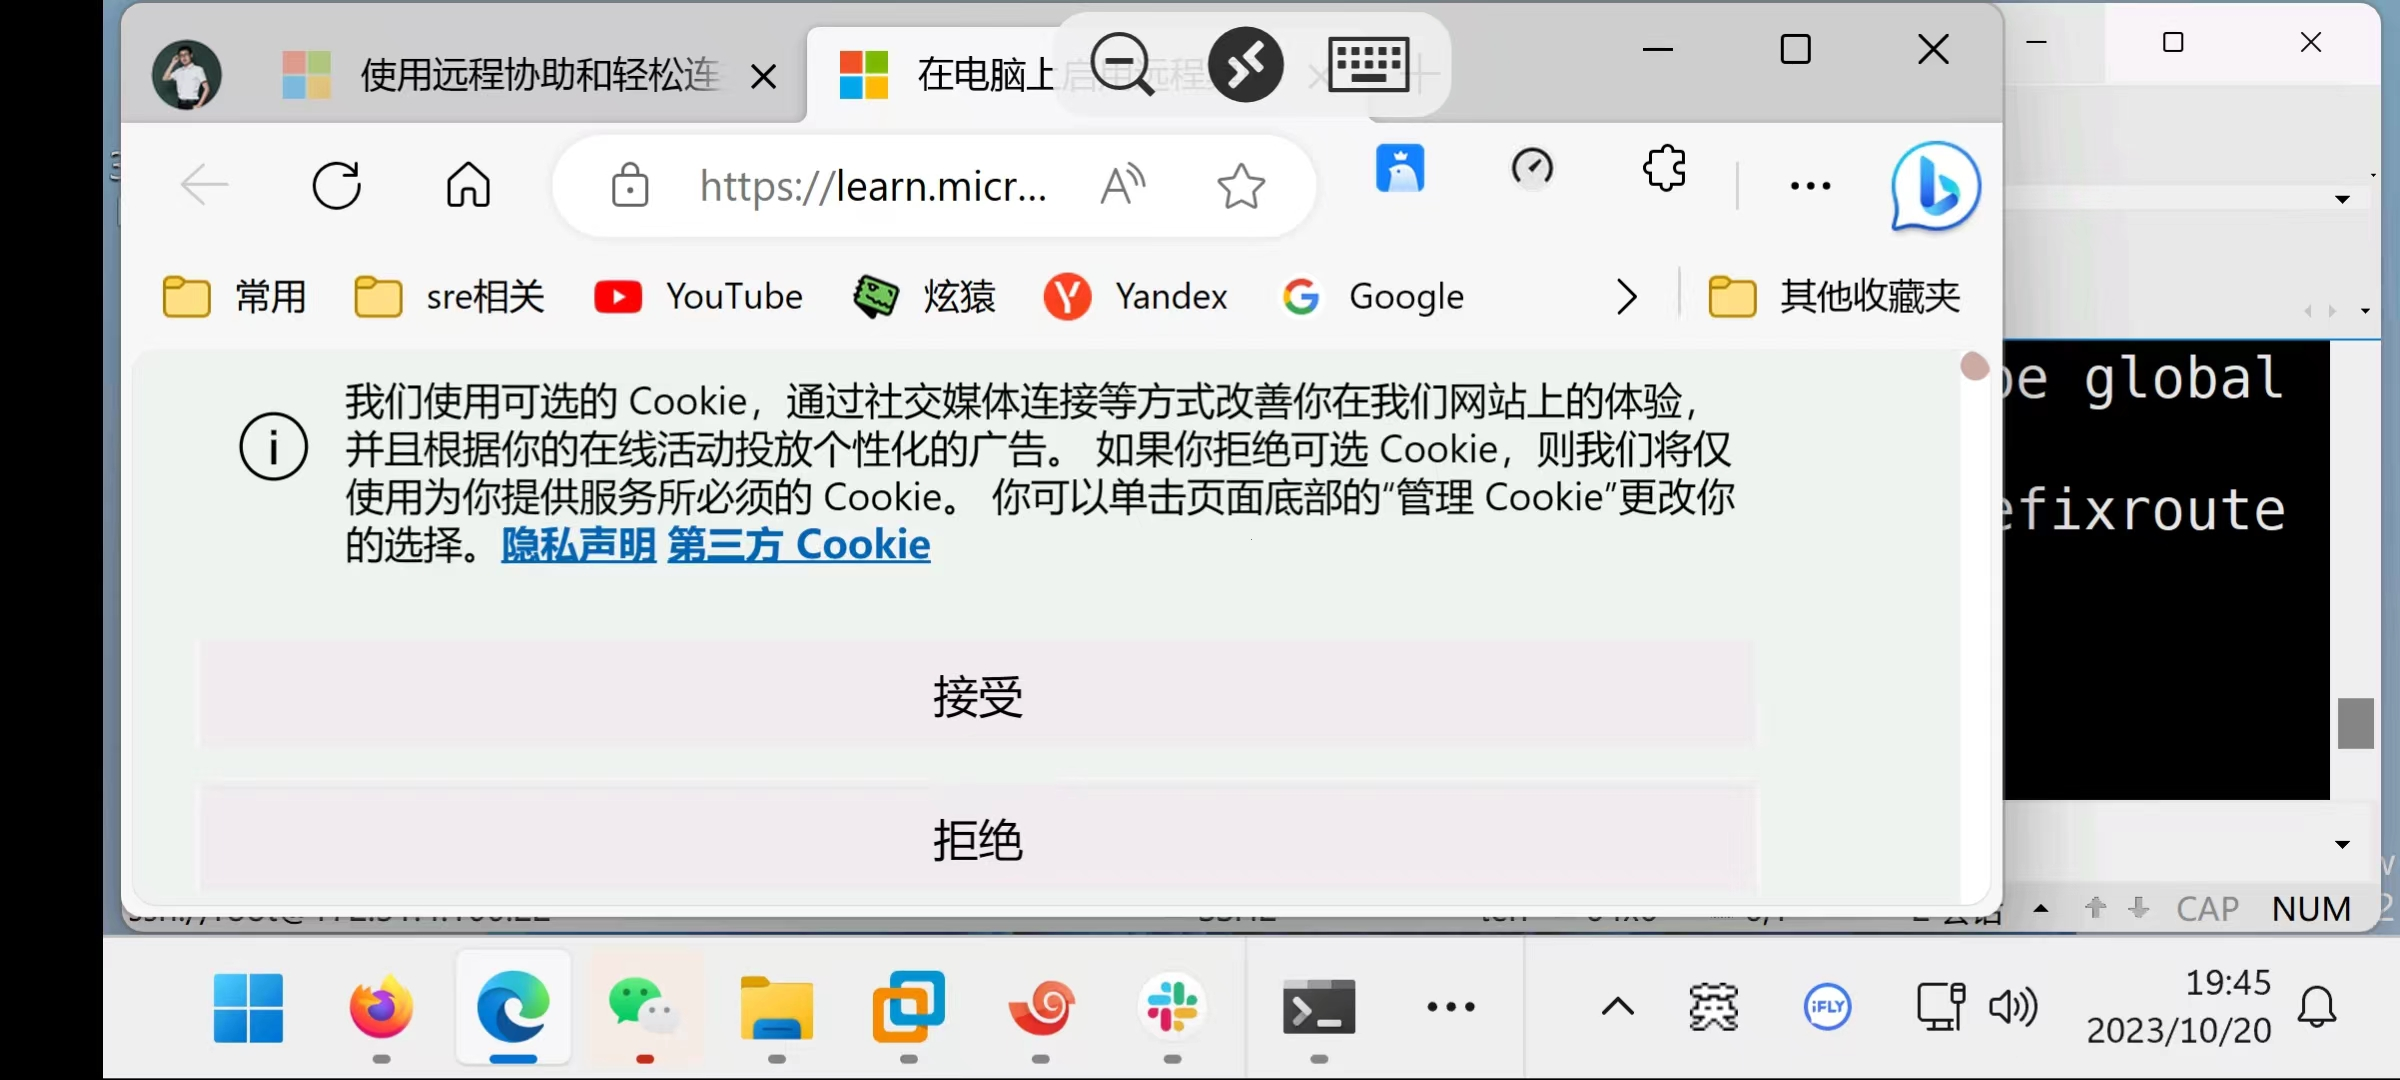 使用远程协助和轻松连
在电脑上启用远程
https://learn.micr...
常用
sre相关
YouTube
炫猿
Yandex
Google
其他收藏夹
我们使用可选的 Cookie，通过社交媒体连接等方式改善你在我们网站上的体验，
并且根据你的在线活动投放个性化的广告。 如果你拒绝可选 Cookie，则我们将仅
使用为你提供服务所必须的 Cookie。 你可以单击页面底部的“管理 Cookie”更改你
的选择。 隐私声明 第三方 Cookie
接受
拒绝
global
efixroute
CAP
NUM
英
iFLY
19:45
2023/10/20